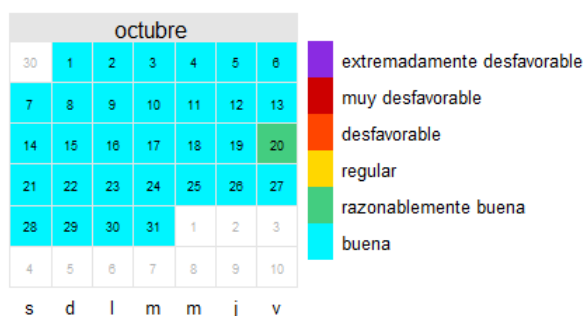 octubre
30 1 2 3 4 5 6
7 8 9 10 11 12 13
14 15 16 17 18 19 20
21 22 23 24 25 26 27
28 29 30 31 1 2 3
4 5 6 7 8 9 10
s d l m m j v
extremadamente desfavorable
muy desfavorable
desfavorable
regular
razonablemente buena
buena